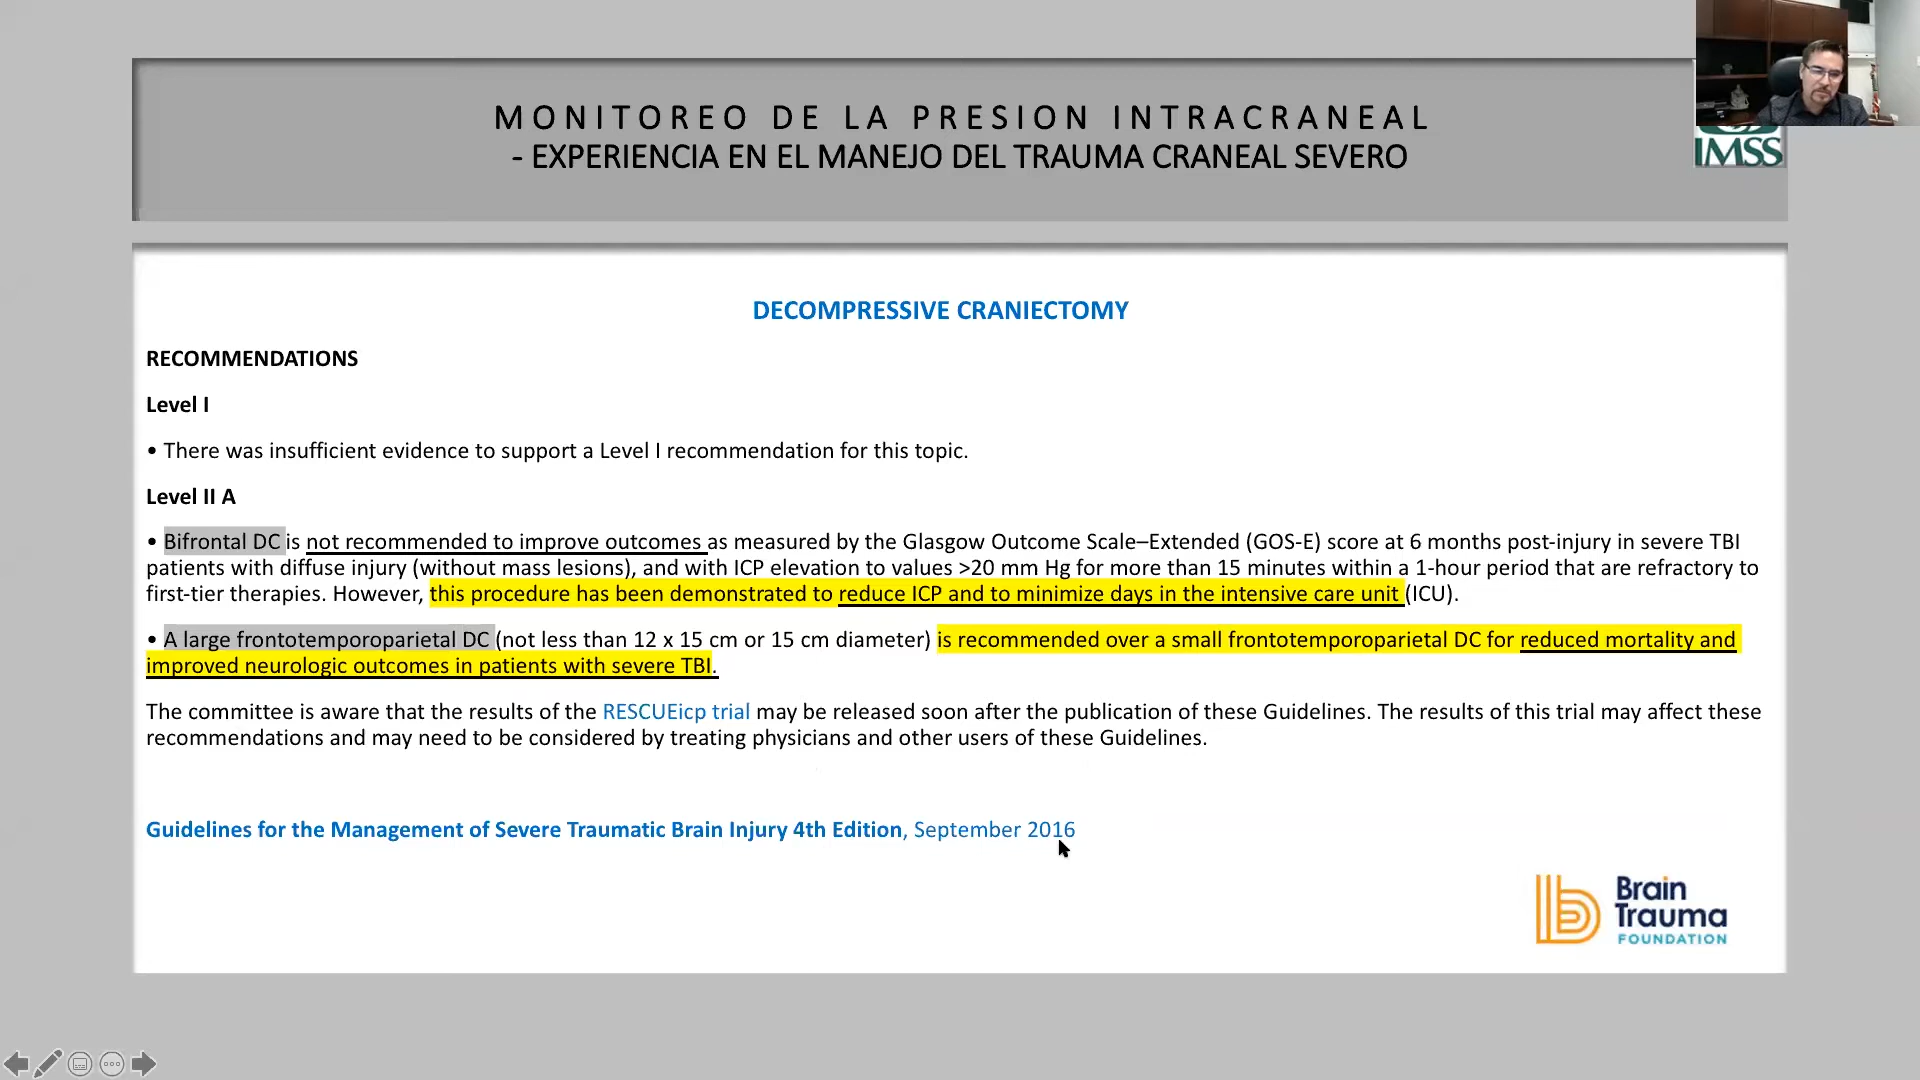 MONITOREO DE LA PRESION INTRACRANEAL
- EXPERIENCIA EN EL MANEJO DEL TRAUMA CRANEAL SEVERO
IMSS
DECOMPRESSIVE CRANIECTOMY
RECOMMENDATIONS
Level I
• There was insufficient evidence to support a Level I recommendation for this topic.
Level II A
• Bifrontal DC is not recommended to improve outcomes as measured by the Glasgow Outcome Scale–Extended (GOS-E) score at 6 months post-injury in severe TBI
patients with diffuse injury (without mass lesions), and with ICP elevation to values >20 mm Hg for more than 15 minutes within a 1-hour period that are refractory to
first-tier therapies. However, this procedure has been demonstrated to reduce ICP and to minimize days in the intensive care unit (ICU).
• A large frontotemporoparietal DC (not less than 12 x 15 cm or 15 cm diameter) is recommended over a small frontotemporoparietal DC for reduced mortality and
improved neurologic outcomes in patients with severe TBI.
The committee is aware that the results of the RESCUEicp trial may be released soon after the publication of these Guidelines. The results of this trial may affect these
recommendations and may need to be considered by treating physicians and other users of these Guidelines.
Guidelines for the Management of Severe Traumatic Brain Injury 4th Edition, September 2016
Brain
Trauma
FOUNDATION